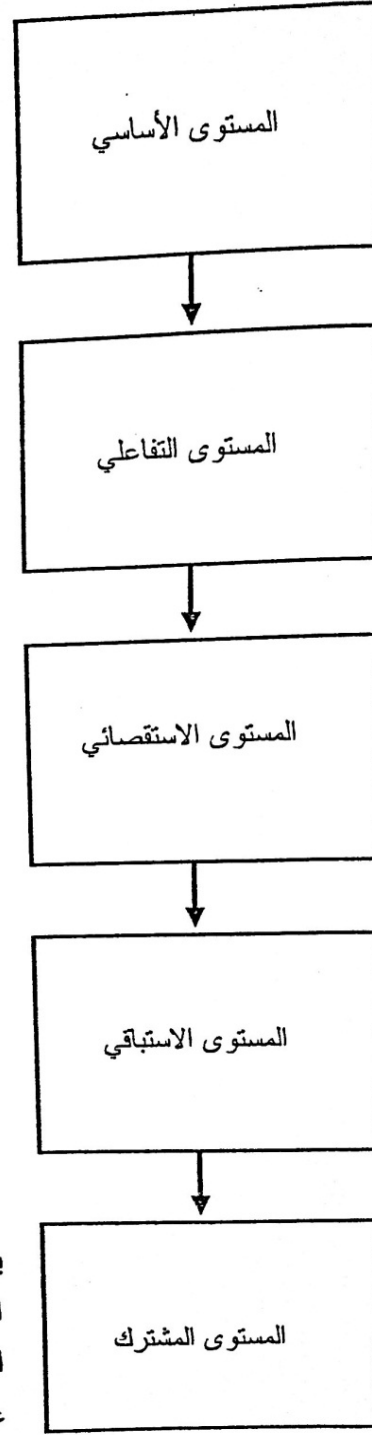 المستوى الأساسي
المستوى التفاعلي
المستوى الاستقصائي
المستوى الاستباقي
المستوى المشترك